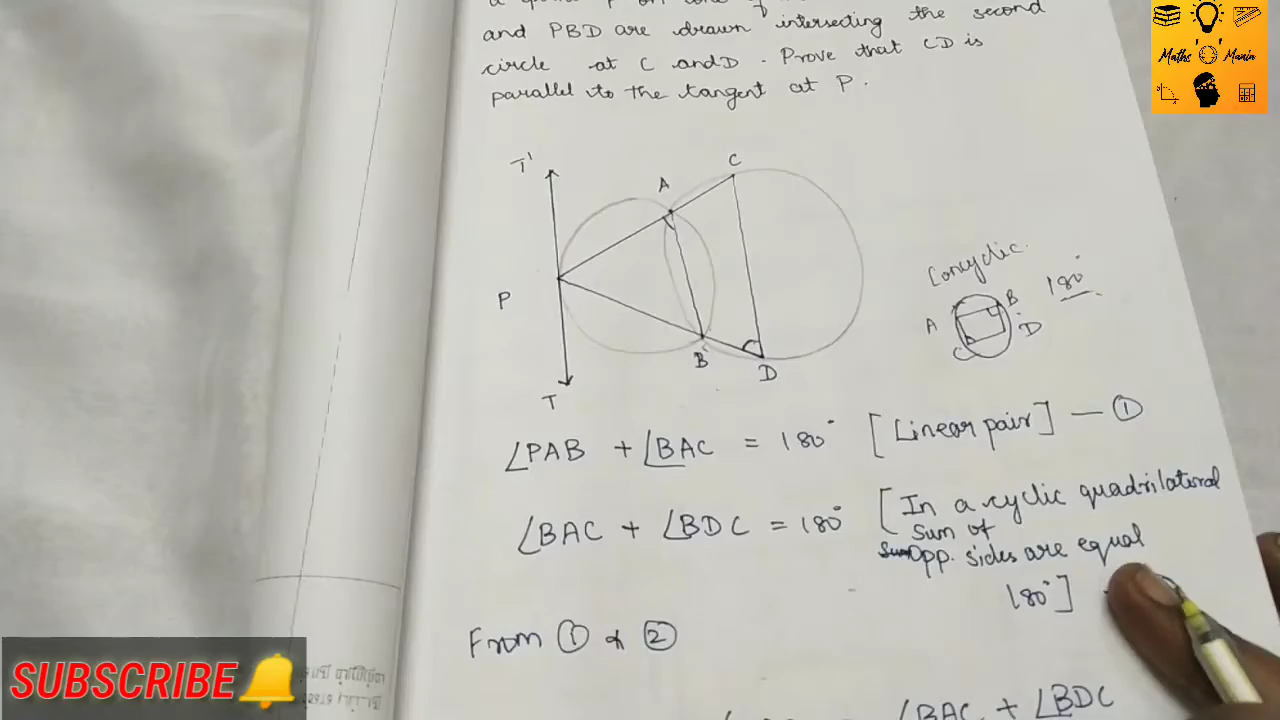 and PBD are drawn intersecting the second
circle at C and D. Prove that CD is
parallel to the tangent at P.
Maths Mania
T'
A
C
P
B
D
T
Concyclic
180°
A
B
C
D
∠PAB + ∠BAC = 180° [Linear pair] — ①
∠BAC + ∠BDC = 180° [In a cyclic quadrilateral
Sum of
opp. sides are equal
180°]
From ① & ②
∠BAC + ∠BDC
SUBSCRIBE